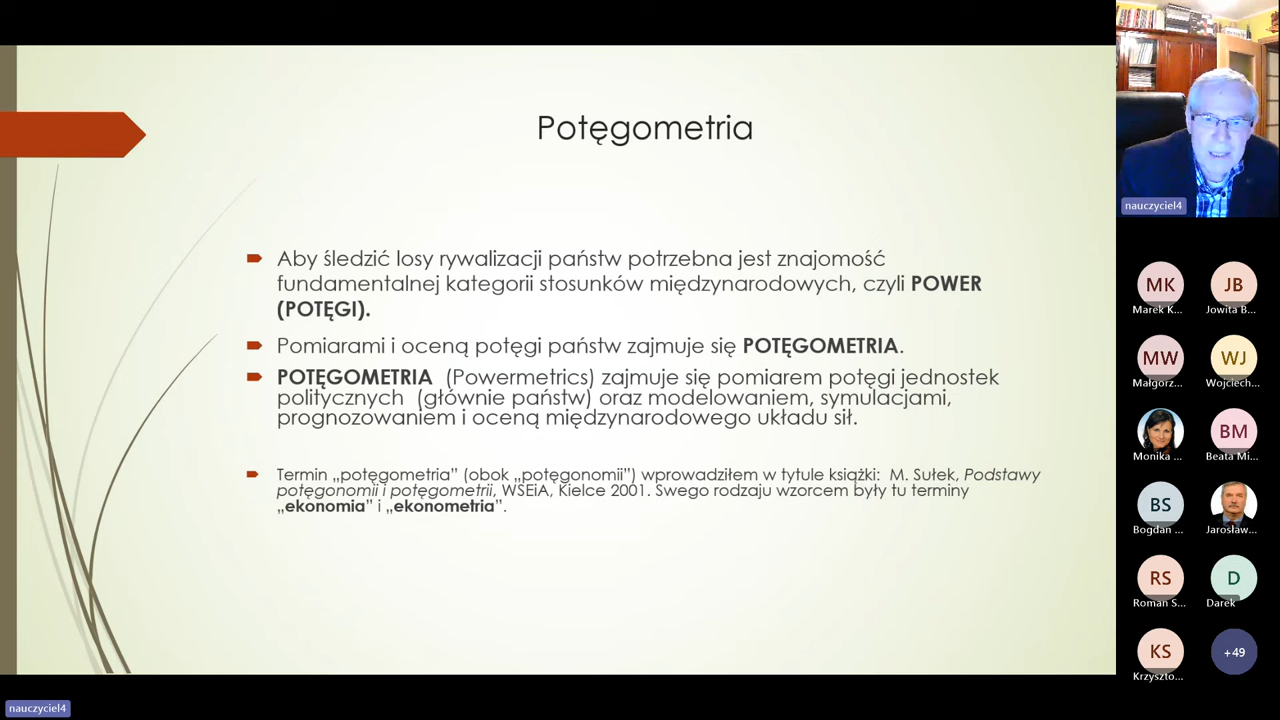 Potęgometria
Aby śledzić losy rywalizacji państw potrzebna jest znajomość
fundamentalnej kategorii stosunków międzynarodowych, czyli POWER
(POTĘGI).
Pomiarami i oceną potęgi państw zajmuje się POTĘGOMETRIA.
POTĘGOMETRIA (Powermetrics) zajmuje się pomiarem potęgi jednostek
politycznych (głównie państw) oraz modelowaniem, symulacjami,
prognozowaniem i oceną międzynarodowego układu sił.
Termin „potęgometria” (obok „potęgonomii”) wprowadziłem w tytule książki: M. Sułek, Podstawy
potęgonomii i potęgometrii, WSEiA, Kielce 2001. Swego rodzaju wzorcem były tu terminy
„ekonomia” i „ekonometria”.
nauczyciel4
MK
Marek K...
JB
Jowita B...
MW
Małgorz...
WJ
Wojciech...
Monika ...
BM
Beata Mi...
BS
Bogdan ...
Jarosław...
RS
Roman S...
D
Darek
KS
Krzyszto...
+49
nauczyciel4